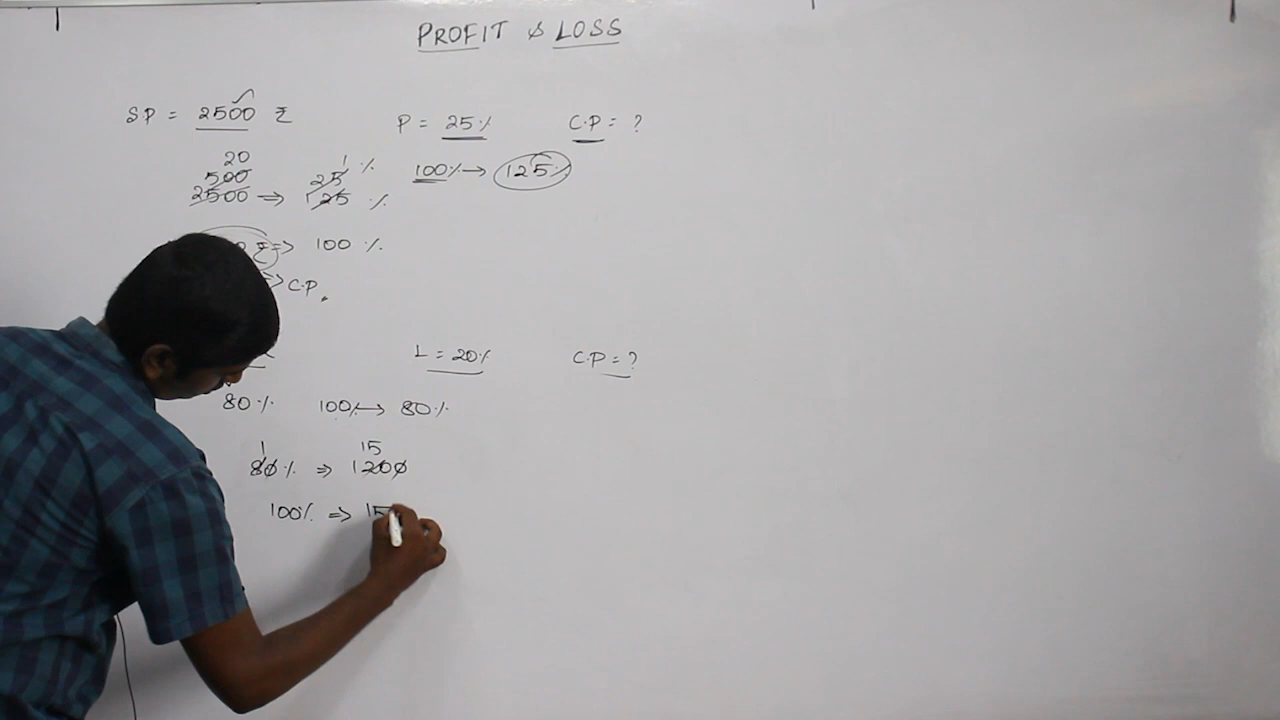 PROFIT & LOSS
SP = 2500 ₹ P = 25% C.P = ?
20
500 25 1 % 100% → 125%
2500 ⇒ 125 %
₹ ⇒ 100 %
⇒ C.P.
L = 20% C.P = ?
80% 100% → 80%
1 15
80% ⇒ 1200
100% ⇒ 15